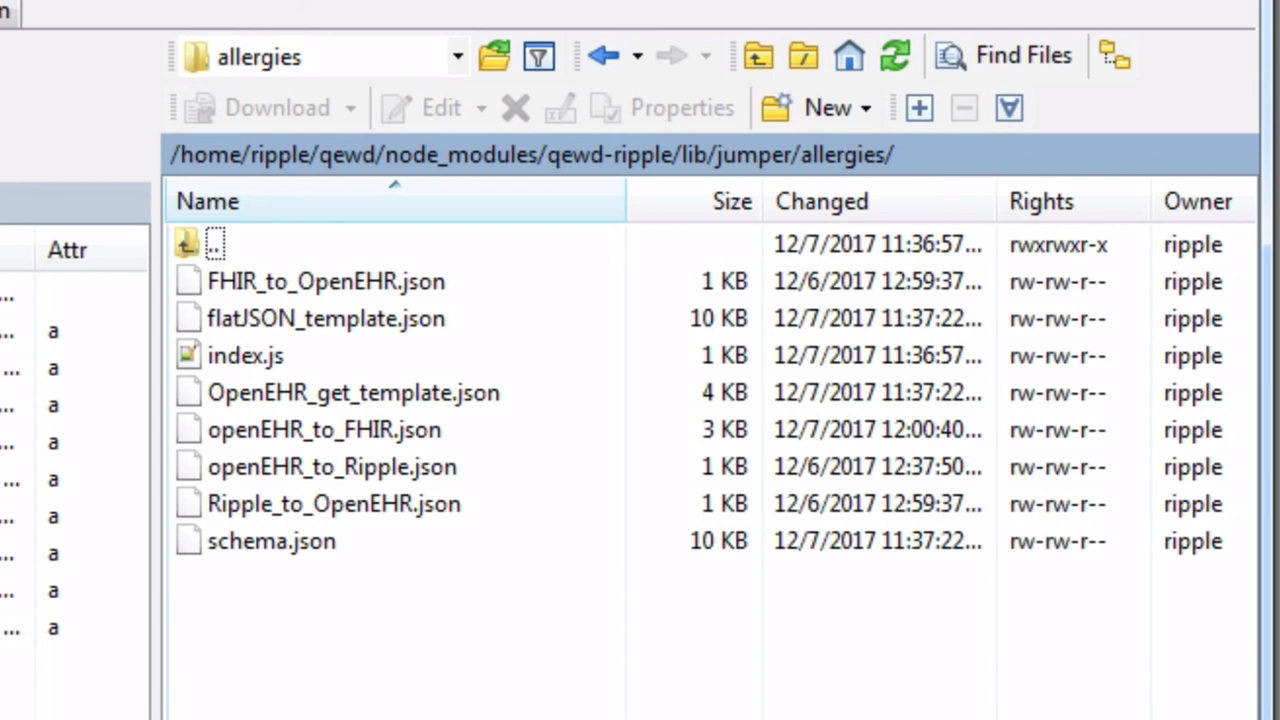 n
allergies
Find Files
Download Edit Properties New
/home/ripple/qewd/node_modules/qewd-ripple/lib/jumper/allergies/
Name Size Changed Rights Owner
Attr
.. 12/7/2017 11:36:57... rwxrwxr-x ripple
...
FHIR_to_OpenEHR.json 1 KB 12/6/2017 12:59:37... rw-rw-r-- ripple
... a
flatJSON_template.json 10 KB 12/7/2017 11:37:22... rw-rw-r-- ripple
... a
index.js 1 KB 12/7/2017 11:36:57... rw-rw-r-- ripple
... a
OpenEHR_get_template.json 4 KB 12/7/2017 11:37:22... rw-rw-r-- ripple
... a
openEHR_to_FHIR.json 3 KB 12/7/2017 12:00:40... rw-rw-r-- ripple
... a
openEHR_to_Ripple.json 1 KB 12/6/2017 12:37:50... rw-rw-r-- ripple
... a
Ripple_to_OpenEHR.json 1 KB 12/6/2017 12:59:37... rw-rw-r-- ripple
... a
schema.json 10 KB 12/7/2017 11:37:22... rw-rw-r-- ripple
... a
... a